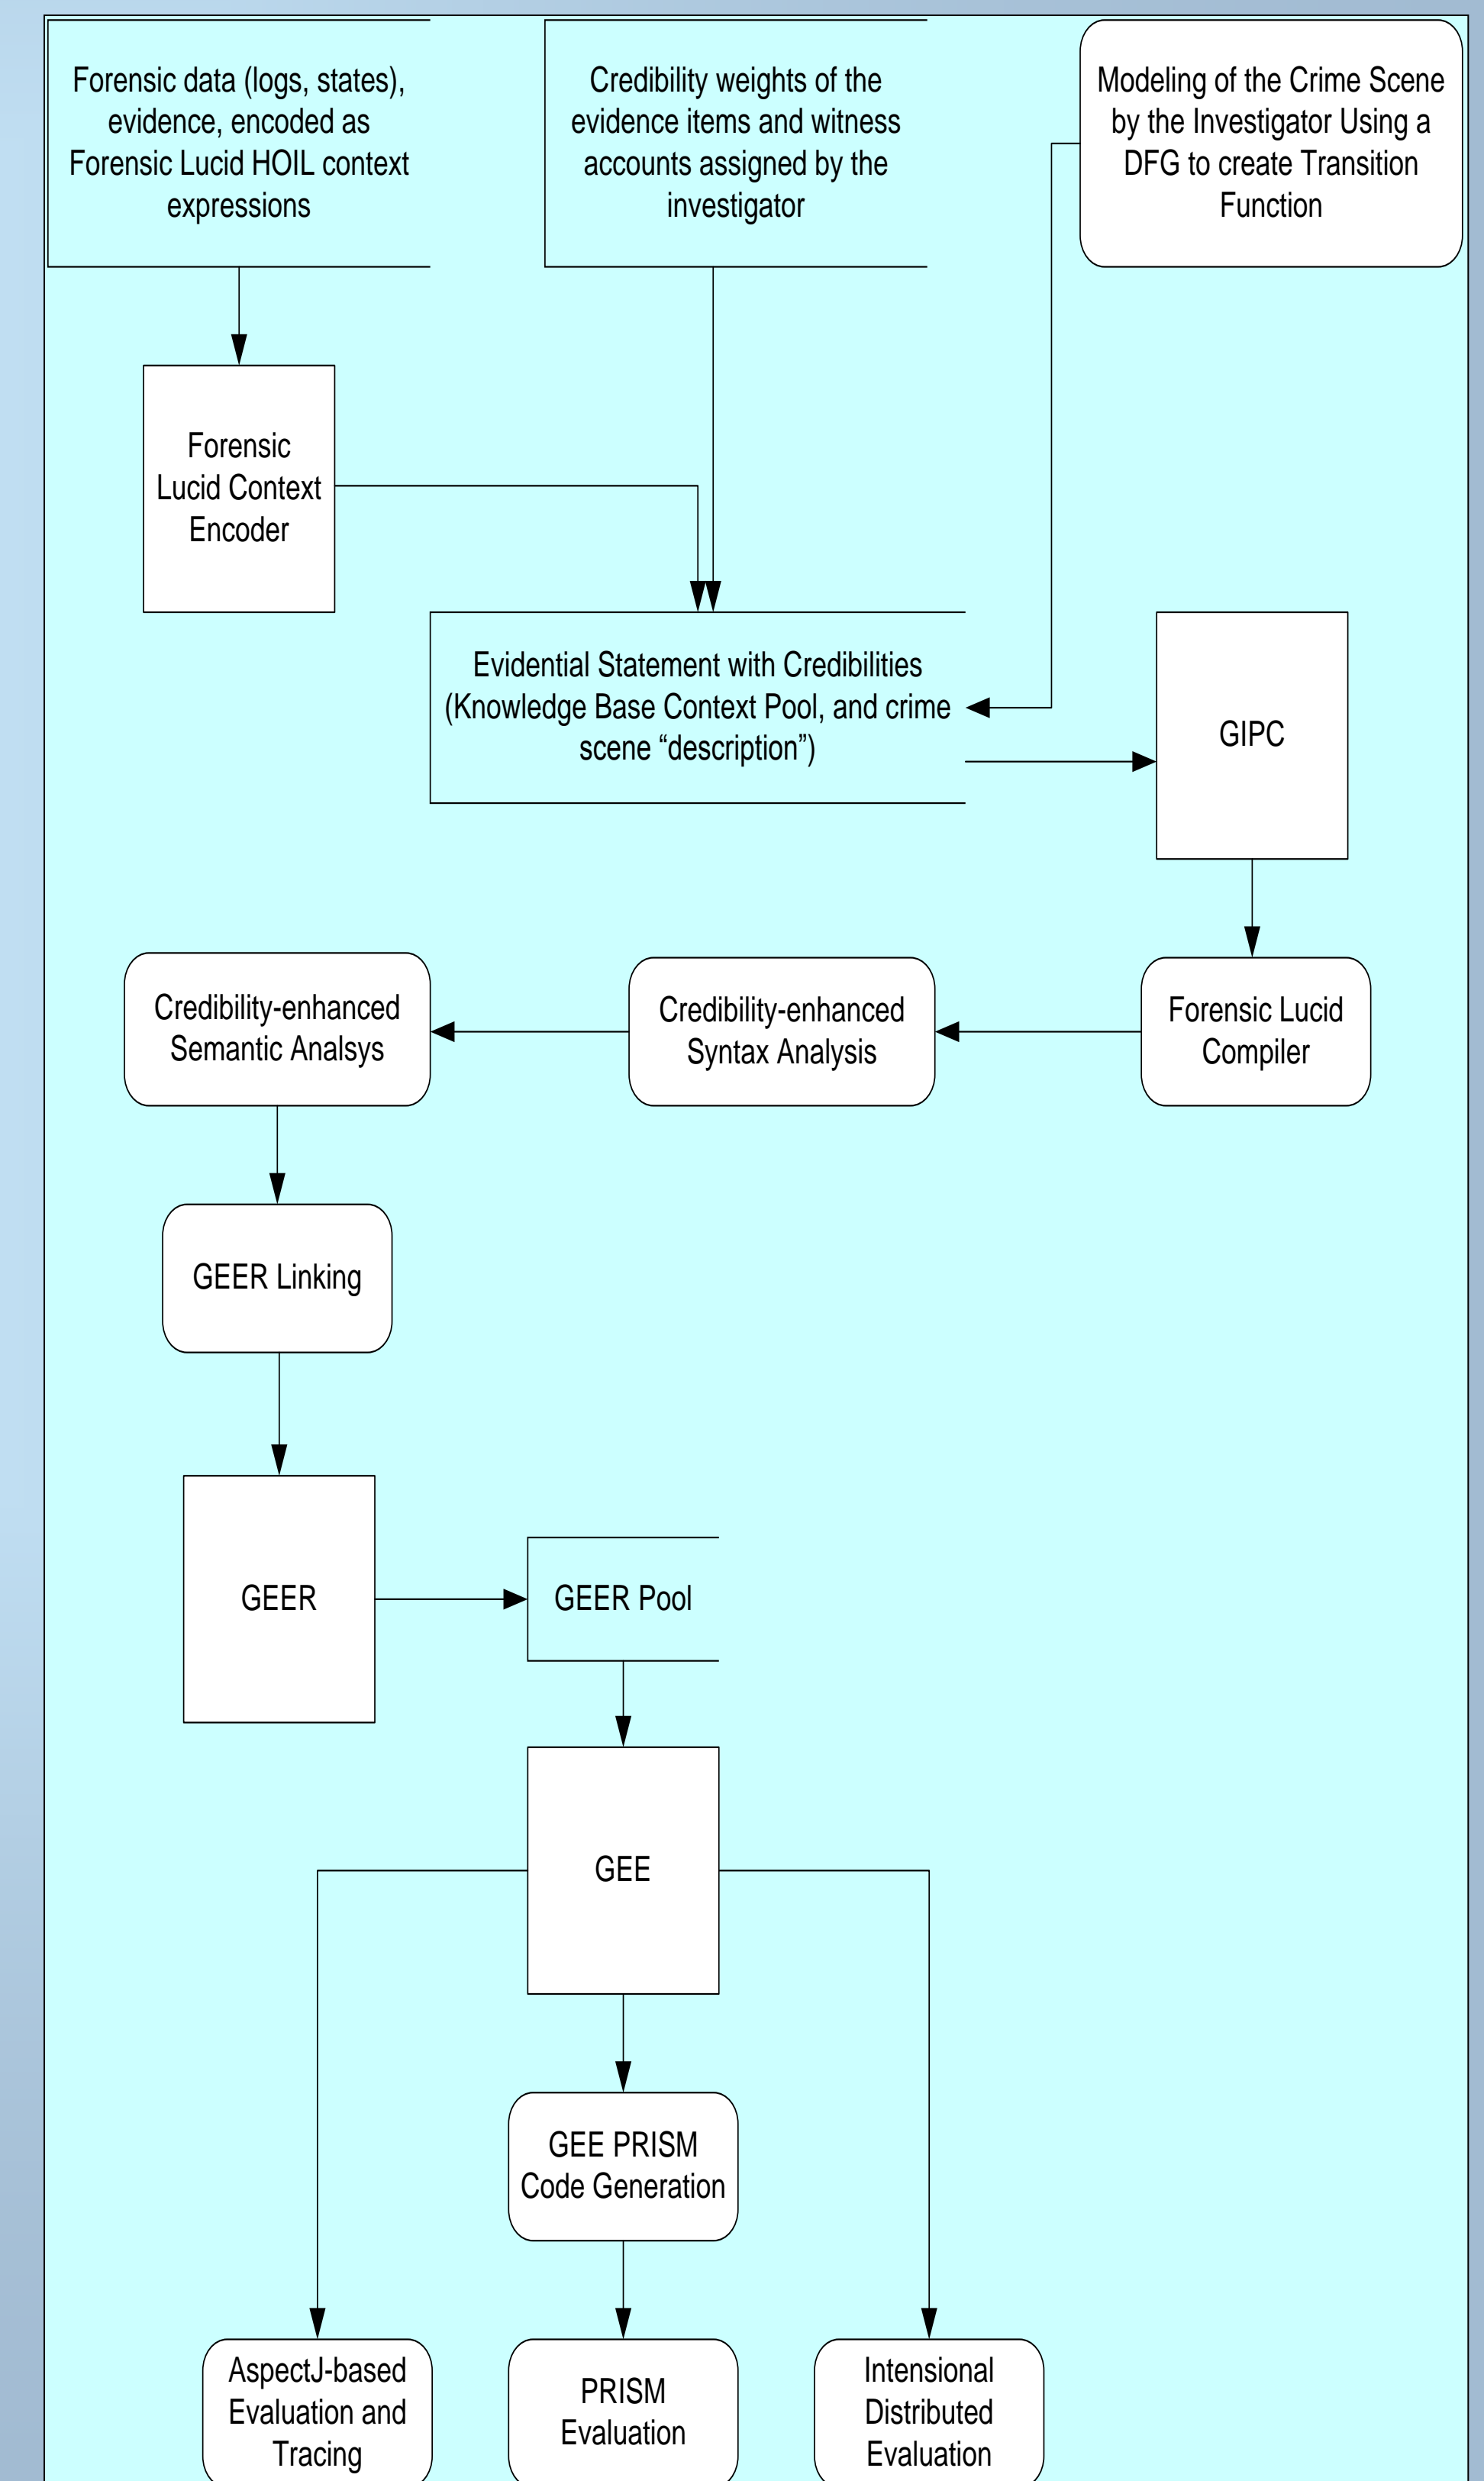 Forensic data (logs, states),
evidence, encoded as
Forensic Lucid HOIL context
expressions
Credibility weights of the
evidence items and witness
accounts assigned by the
investigator
Modeling of the Crime Scene
by the Investigator Using a
DFG to create Transition
Function
Forensic
Lucid Context
Encoder
Evidential Statement with Credibilities
(Knowledge Base Context Pool, and crime
scene “description”)
GIPC
Credibility-enhanced
Semantic Analsys
Credibility-enhanced
Syntax Analysis
Forensic Lucid
Compiler
GEER Linking
GEER
GEER Pool
GEE
GEE PRISM
Code Generation
AspectJ-based
Evaluation and
Tracing
PRISM
Evaluation
Intensional
Distributed
Evaluation